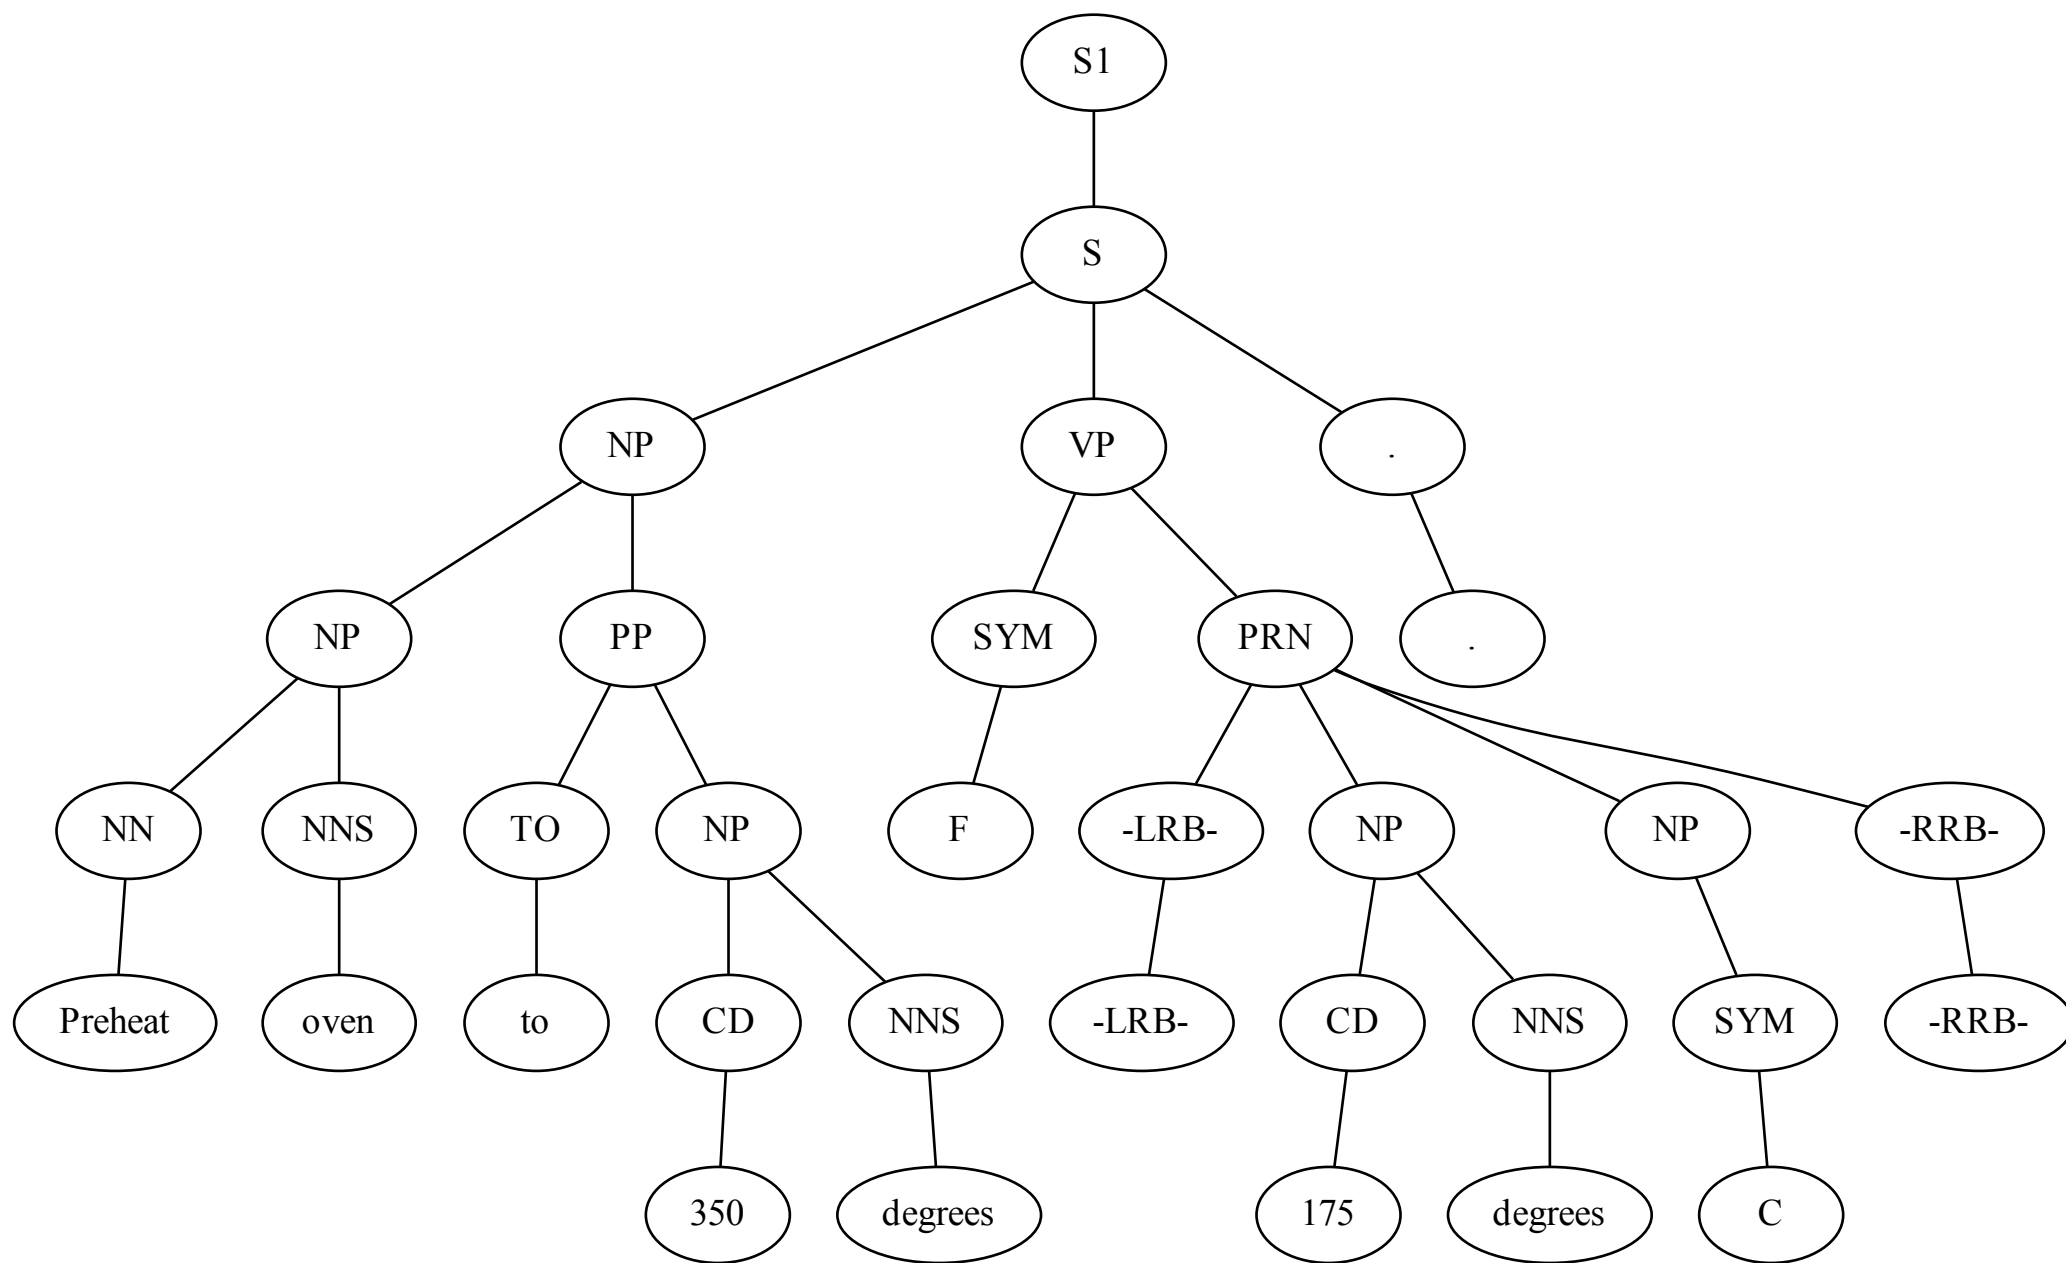 S1
S
NP VP .
NP PP SYM PRN .
NN NNS TO NP F -LRB- NP NP -RRB-
Preheat oven to CD NNS -LRB- CD NNS SYM -RRB-
350 degrees 175 degrees C